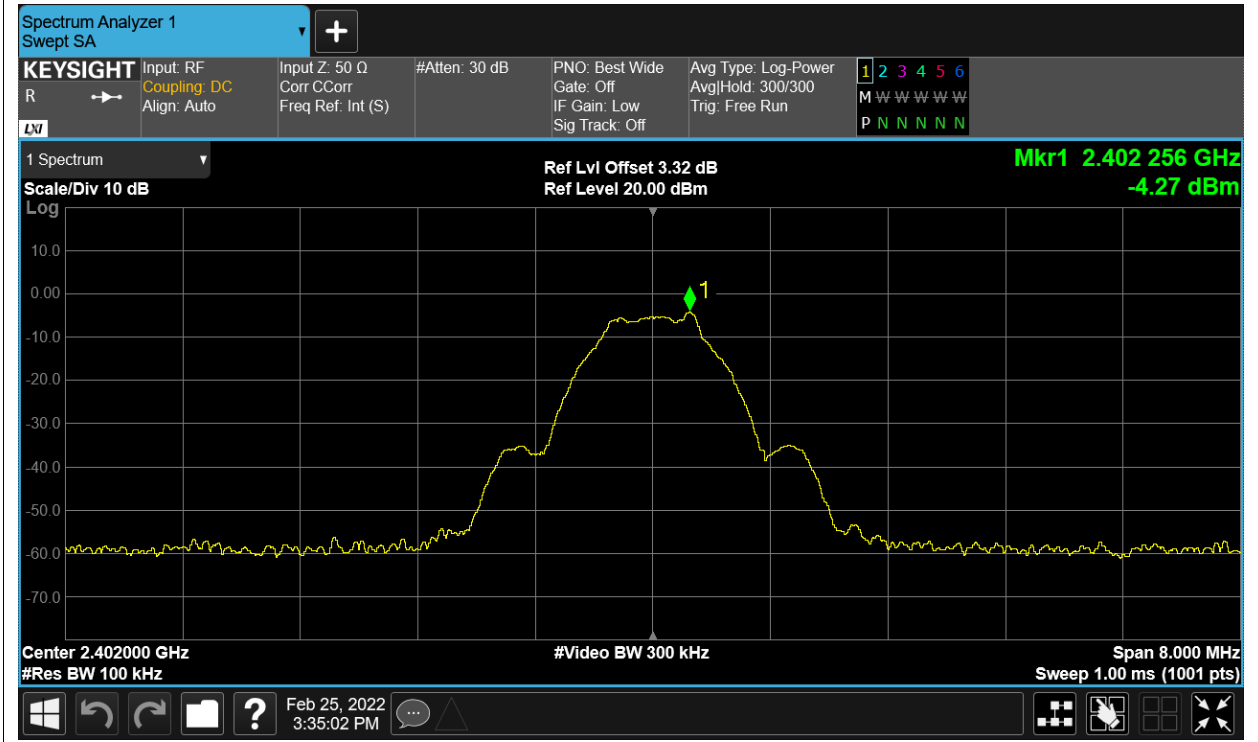 Spectrum Analyzer 1
Swept SA
+
KEYSIGHT
R
LXI
Input: RF
Coupling: DC
Align: Auto
Input Z: 50 Ω
Corr CCorr
Freq Ref: Int (S)
#Atten: 30 dB
PNO: Best Wide
Gate: Off
IF Gain: Low
Sig Track: Off
Avg Type: Log-Power
Avg|Hold: 300/300
Trig: Free Run
1 2 3 4 5 6
M W W W W W
P N N N N N
1 Spectrum
Scale/Div 10 dB
Log
Ref Lvl Offset 3.32 dB
Ref Level 20.00 dBm
Mkr1 2.402 256 GHz
-4.27 dBm
10.0
0.00
-10.0
-20.0
-30.0
-40.0
-50.0
-60.0
-70.0
1
Center 2.402000 GHz
#Res BW 100 kHz
#Video BW 300 kHz
Span 8.000 MHz
Sweep 1.00 ms (1001 pts)
?
Feb 25, 2022
3:35:02 PM